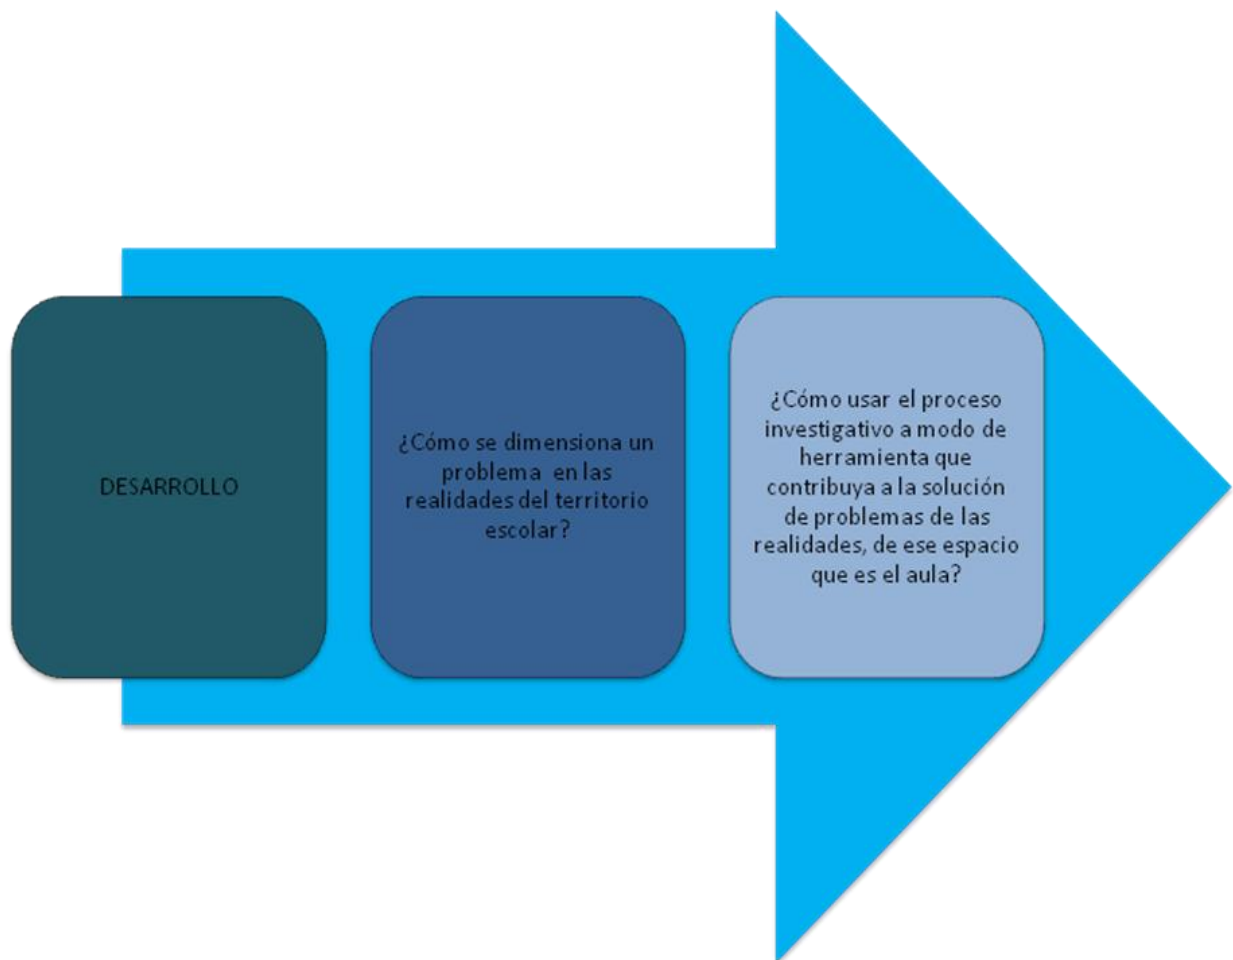 DESARROLLO
¿Cómo se dimensiona un
problema en las
realidades del territorio
escolar?
¿Cómo usar el proceso
investigativo a modo de
herramienta que
contribuya a la solución
de problemas de las
realidades, de ese espacio
que es el aula?